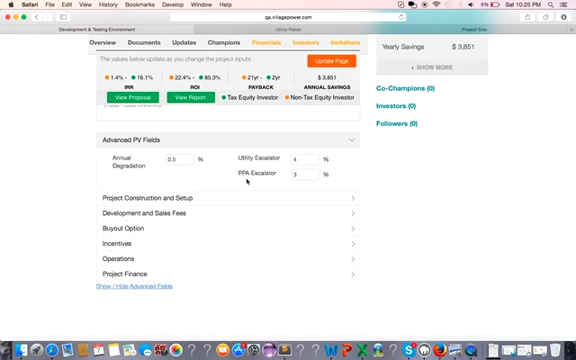 Safari File Edit View History Bookmarks Develop Window Help
6% Sat 10:25 PM
qa.villagepower.com
Development & Testing Environment Utility Rates Project Size
Overview Documents Updates Champions Financials Investors Invitations
The values below update as you change the project inputs.
Update Page
1.4% - 16.1% 22.4% - 85.3% 21yr - 2yr $ 3,851
IRR ROI PAYBACK ANNUAL SAVINGS
View Proposal View Report Tax Equity Investor Non-Tax Equity Investor
Advanced PV Fields
Annual Degradation 0.5 % Utility Escalator 4 %
PPA Escalator 3 %
Project Construction and Setup
Development and Sales Fees
Buyout Option
Incentives
Operations
Project Finance
Show / Hide Advanced Fields
Yearly Savings $ 3,851
SHOW MORE
Co-Champions (0)
Investors (0)
Followers (0)